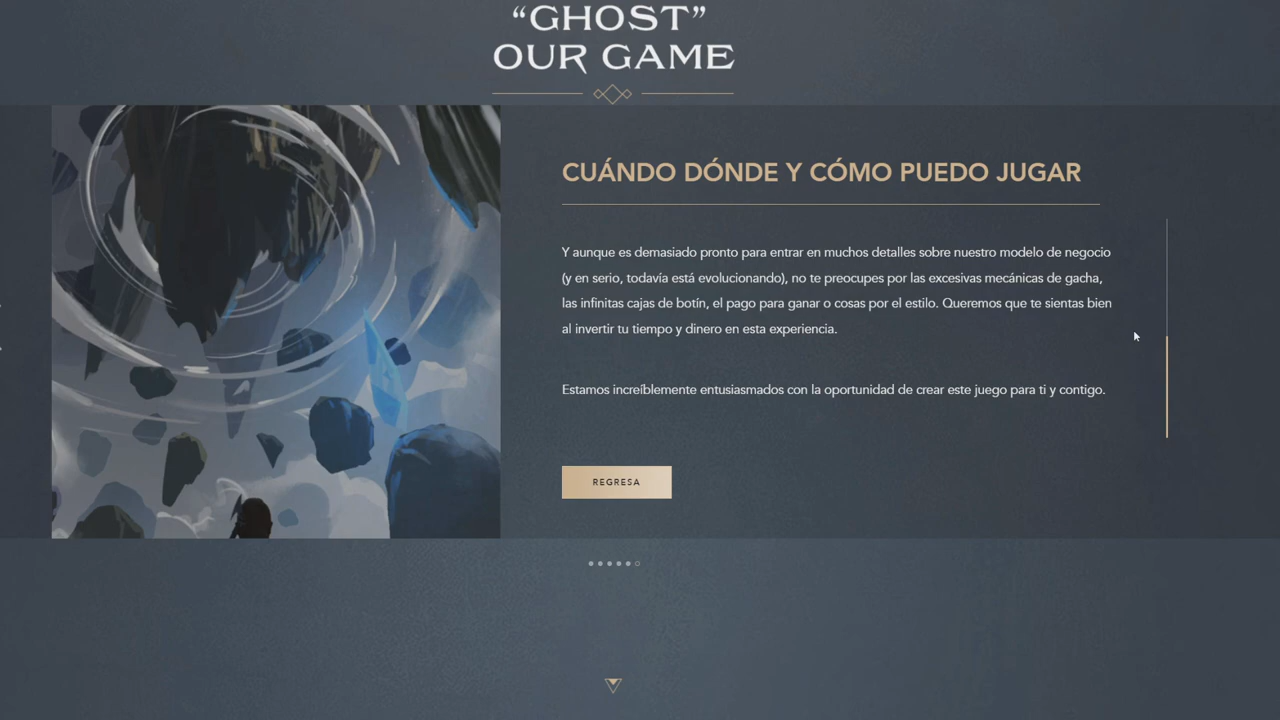 “GHOST”
OUR GAME
CUÁNDO DÓNDE Y CÓMO PUEDO JUGAR
Y aunque es demasiado pronto para entrar en muchos detalles sobre nuestro modelo de negocio
(y en serio, todavía está evolucionando), no te preocupes por las excesivas mecánicas de gacha,
las infinitas cajas de botín, el pago para ganar o cosas por el estilo. Queremos que te sientas bien
al invertir tu tiempo y dinero en esta experiencia.
Estamos increíblemente entusiasmados con la oportunidad de crear este juego para ti y contigo.
REGRESA